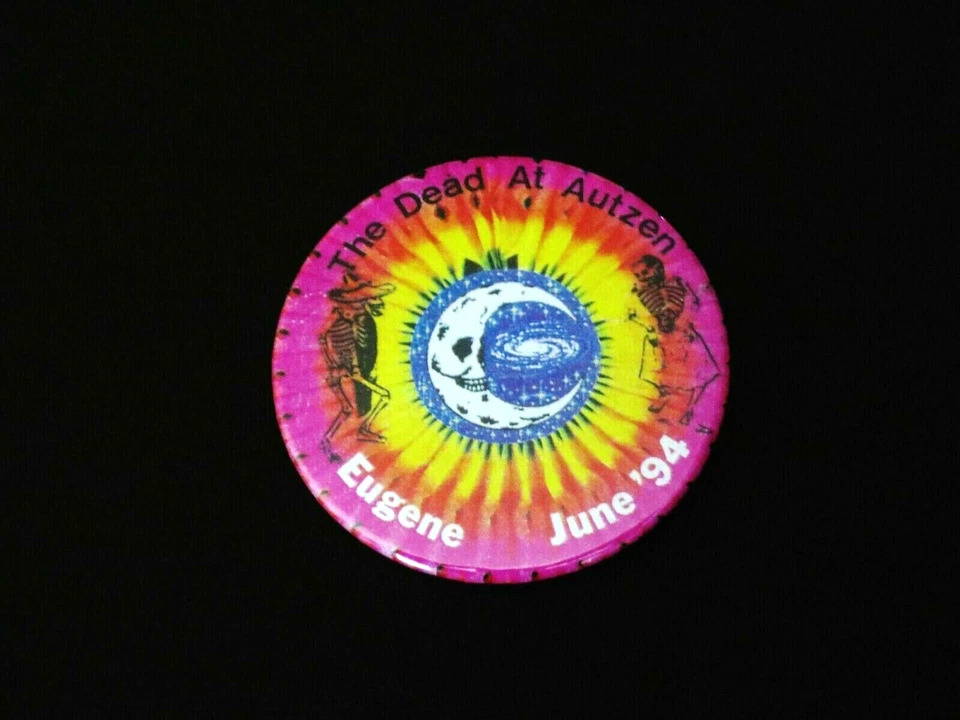 The Dead At Autzen
Eugene June '94